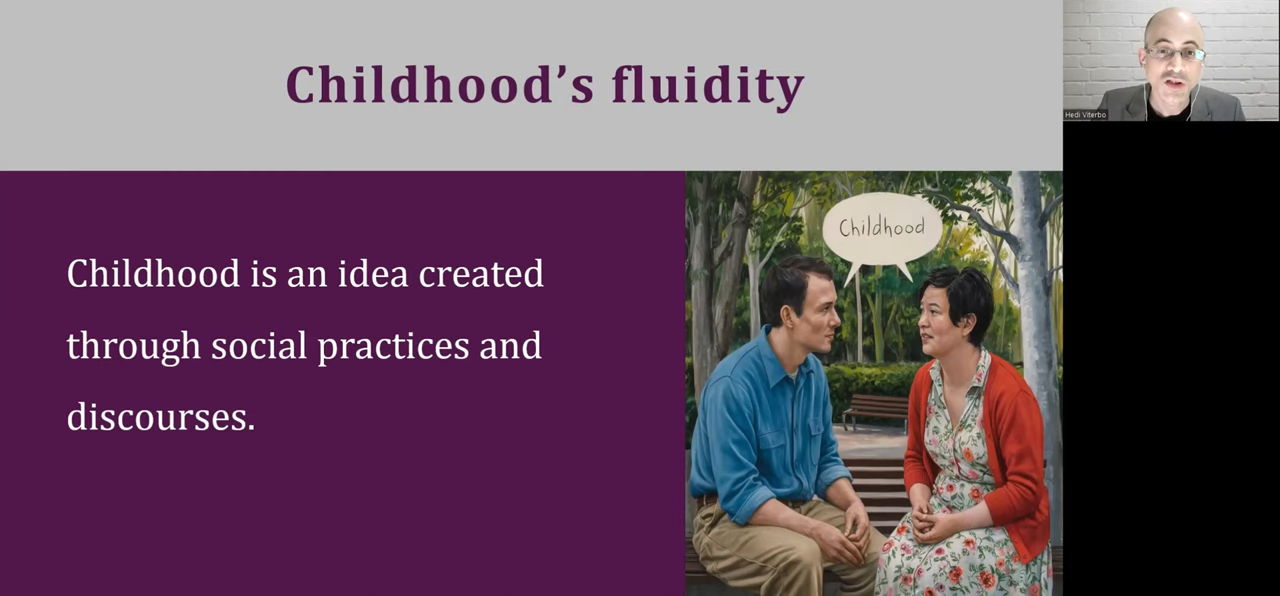 Childhood’s fluidity
Hedi Viterbo
Childhood is an idea created
through social practices and
discourses.
Childhood